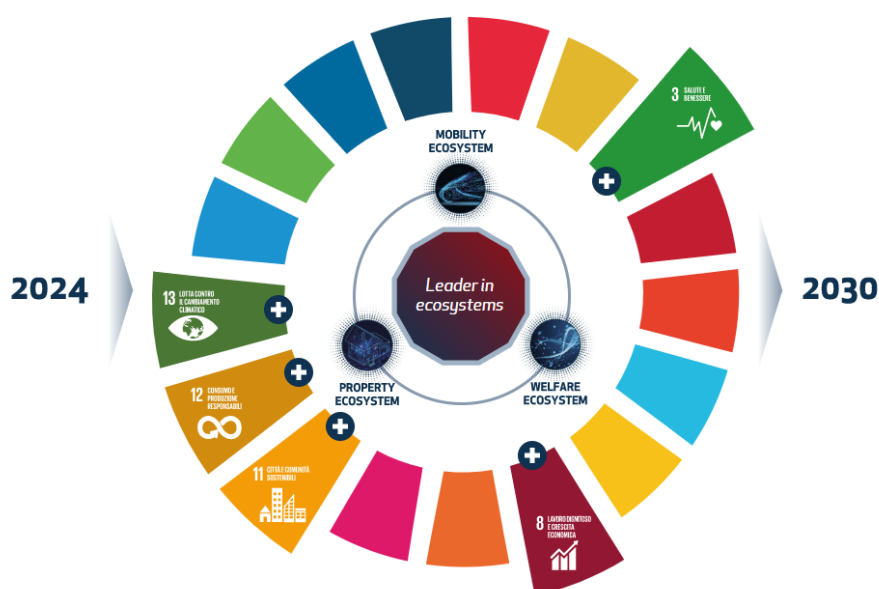 MOBILITY
ECOSYSTEM
3 SALUTE E
BENESSERE
2024
13 LOTTA CONTRO
IL CAMBIAMENTO
CLIMATICO
Leader in
ecosystems
2030
12 CONSUMO E
PRODUZIONE
RESPONSABILI
PROPERTY
ECOSYSTEM
WELFARE
ECOSYSTEM
11 CITTÀ E COMUNITÀ
SOSTENIBILI
8 LAVORO DIGNITOSO
E CRESCITA
ECONOMICA